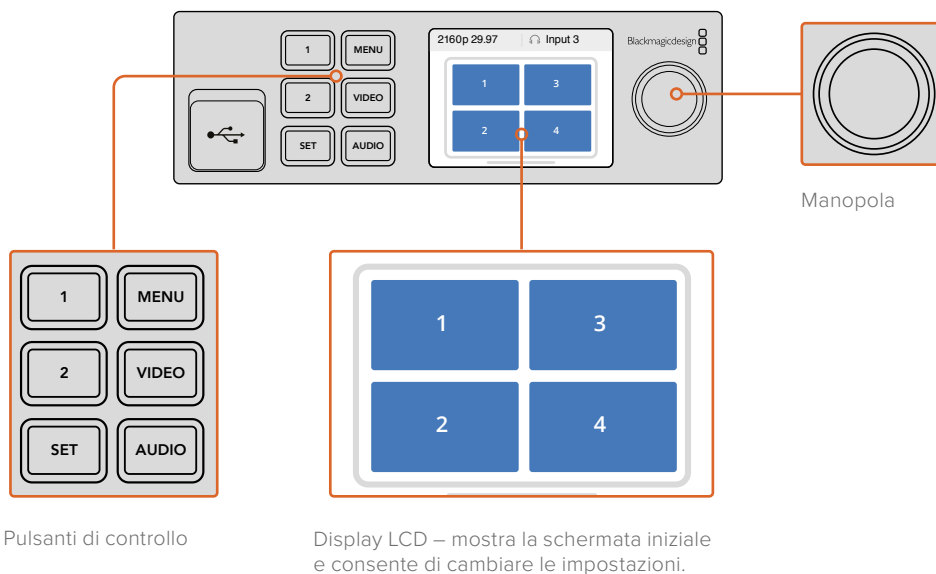 1 MENU
2160p 29.97 Input 3
Blackmagicdesign
1 3
2 VIDEO
2 4
SET AUDIO
Manopola
1 MENU
2 VIDEO
SET AUDIO
1 3
2 4
Pulsanti di controllo
Display LCD – mostra la schermata iniziale
e consente di cambiare le impostazioni.